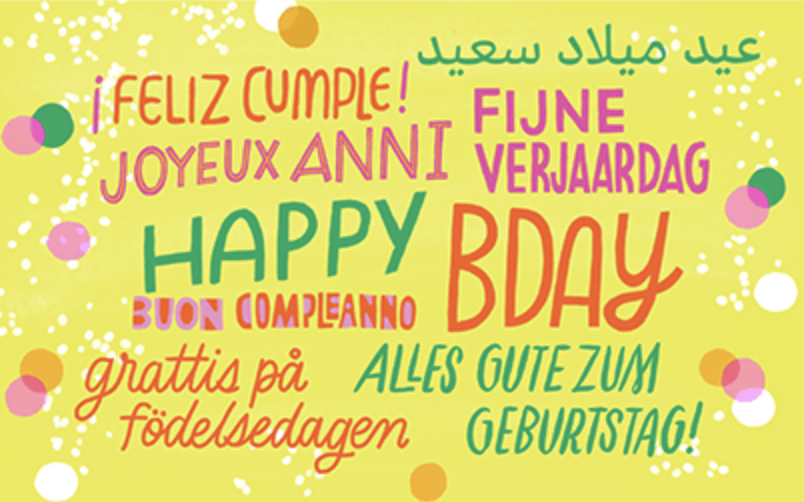 عيد ميلاد سعيد
¡FELIZ CUMPLE!
FIJNE
VERJAARDAG
JOYEUX ANNI
HAPPY BDAY
BUON COMPLEANNO
grattis på
födelsedagen
ALLES GUTE ZUM
GEBURTSTAG!